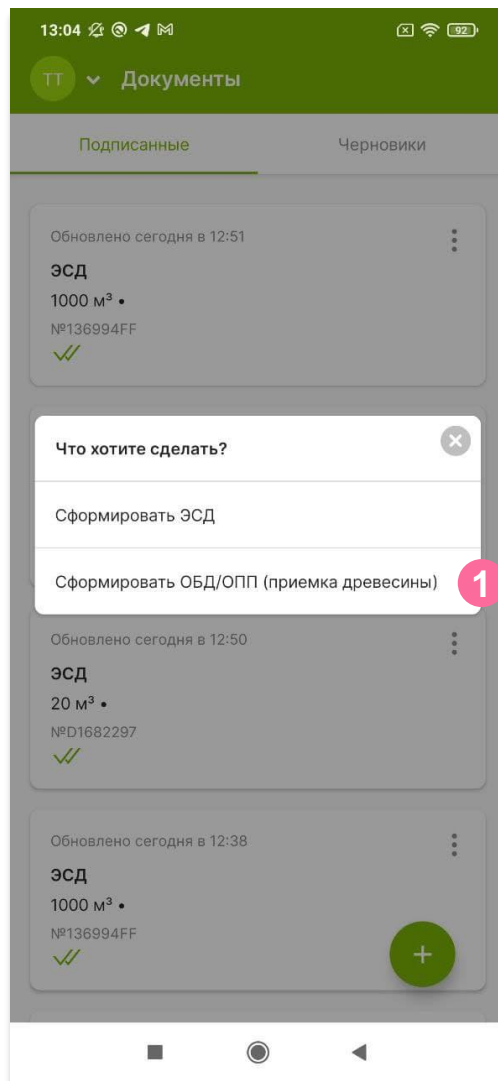 13:04
92
ТТ
Документы
Подписанные
Черновики
Обновлено сегодня в 12:51
ЭСД
1000 м³ •
№136994FF
Что хотите сделать?
Сформировать ЭСД
Сформировать ОБД/ОПП (приемка древесины)
1
Обновлено сегодня в 12:50
ЭСД
20 м³ •
№D1682297
Обновлено сегодня в 12:38
ЭСД
1000 м³ •
№136994FF